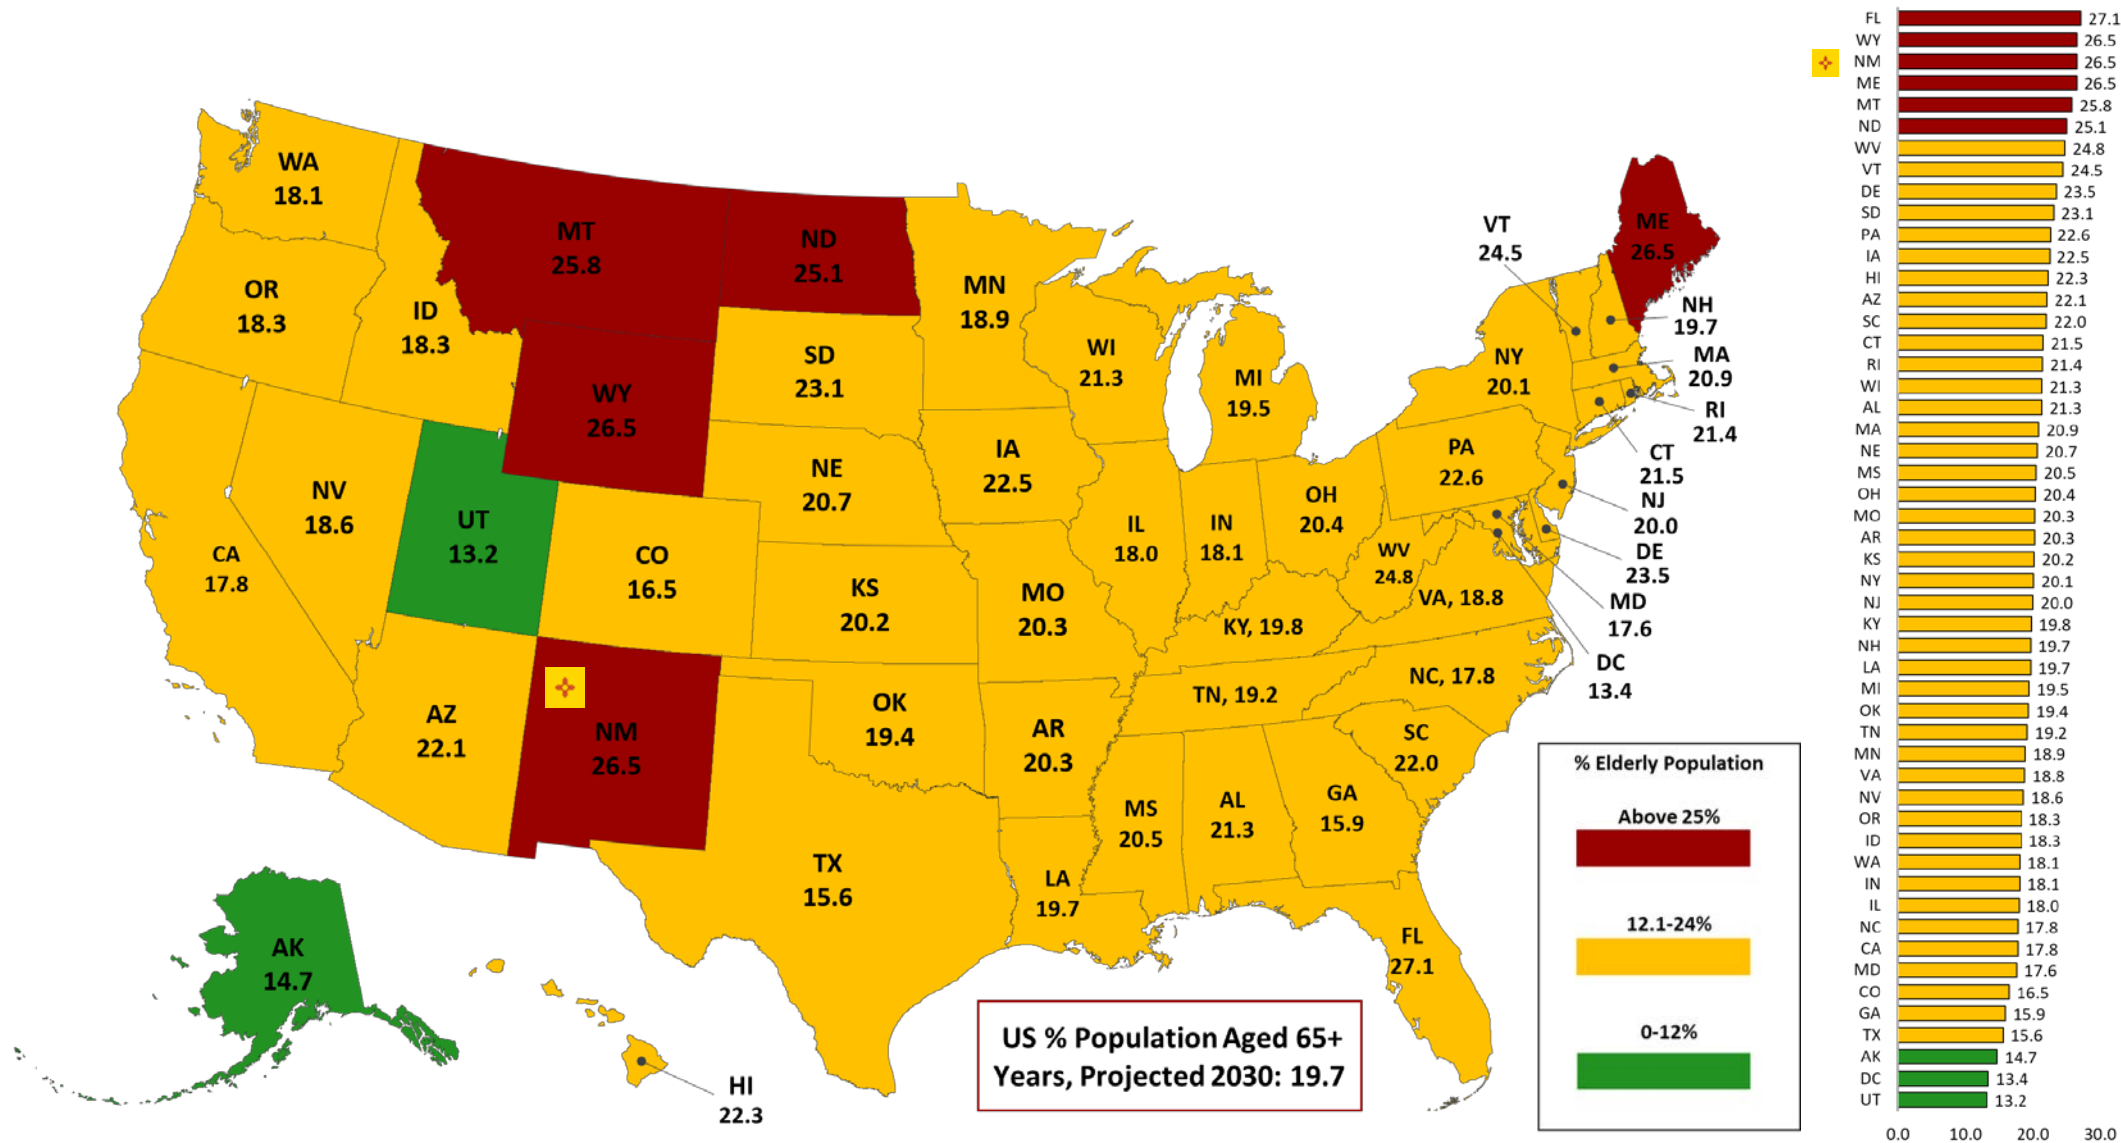 WA
18.1
OR
18.3
ID
18.3
MT
25.8
ND
25.1
MN
18.9
WI
21.3
MI
19.5
SD
23.1
WY
26.5
NV
18.6
UT
13.2
CA
17.8
CO
16.5
NE
20.7
IA
22.5
KS
20.2
MO
20.3
IL
18.0
IN
18.1
OH
20.4
PA
22.6
NY
20.1
VT
24.5
ME
26.5
NH
19.7
MA
20.9
RI
21.4
CT
21.5
NJ
20.0
DE
23.5
MD
17.6
DC
13.4
WV
24.8
VA, 18.8
KY, 19.8
NC, 17.8
TN, 19.2
SC
22.0
AZ
22.1
NM
26.5
OK
19.4
AR
20.3
MS
20.5
AL
21.3
GA
15.9
TX
15.6
LA
19.7
FL
27.1
AK
14.7
HI
22.3
US % Population Aged 65+
Years, Projected 2030: 19.7
% Elderly Population
Above 25%
12.1-24%
0-12%
FL 27.1
WY 26.5
NM 26.5
ME 26.5
MT 25.8
ND 25.1
WV 24.8
VT 24.5
DE 23.5
SD 23.1
PA 22.6
IA 22.5
HI 22.3
AZ 22.1
SC 22.0
CT 21.5
RI 21.4
WI 21.3
AL 21.3
MA 20.9
NE 20.7
MS 20.5
OH 20.4
MO 20.3
AR 20.3
KS 20.2
NY 20.1
NJ 20.0
KY 19.8
NH 19.7
LA 19.7
MI 19.5
OK 19.4
TN 19.2
MN 18.9
VA 18.8
NV 18.6
OR 18.3
ID 18.3
WA 18.1
IN 18.1
IL 18.0
NC 17.8
CA 17.8
MD 17.6
CO 16.5
GA 15.9
TX 15.6
AK 14.7
DC 13.4
UT 13.2
0.0 10.0 20.0 30.0